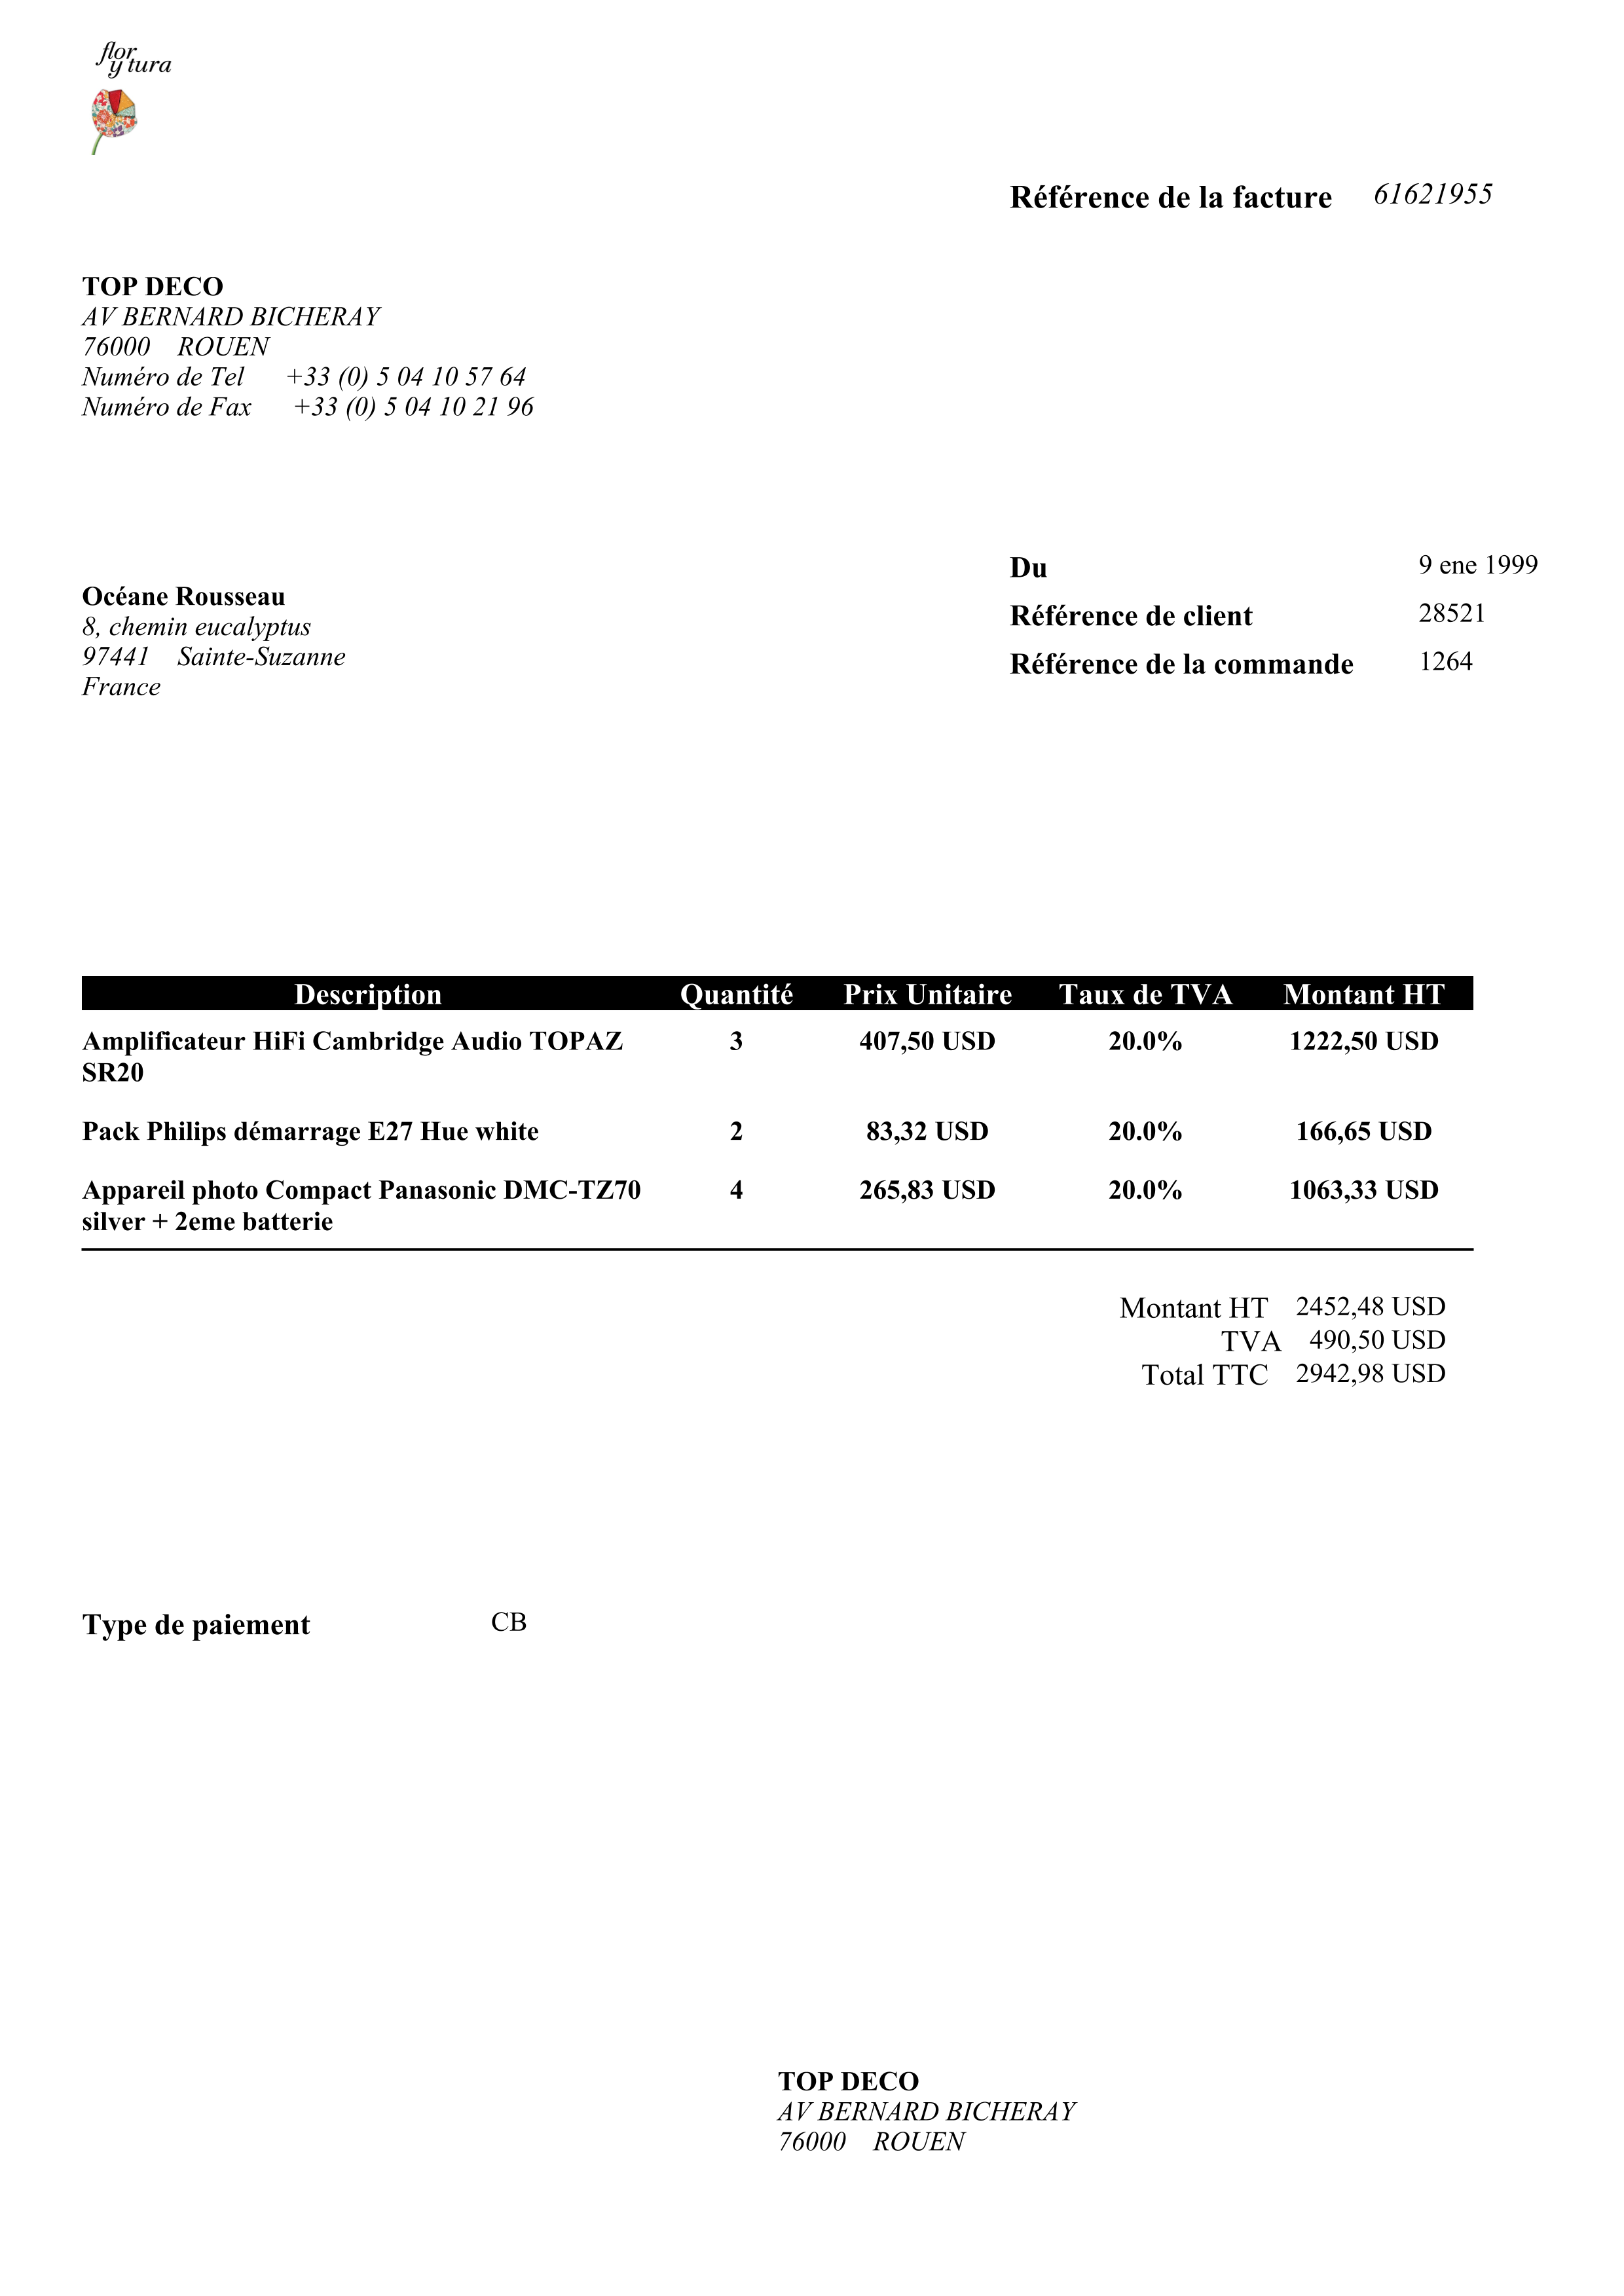 flor
y tura
Référence de la facture 61621955
TOP DECO
AV BERNARD BICHERAY
76000 ROUEN
Numéro de Tel +33 (0) 5 04 10 57 64
Numéro de Fax +33 (0) 5 04 10 21 96
Du 9 ene 1999
Océane Rousseau
8, chemin eucalyptus
97441 Sainte-Suzanne
France
Référence de client 28521
Référence de la commande 1264
Description Quantité Prix Unitaire Taux de TVA Montant HT
Amplificateur HiFi Cambridge Audio TOPAZ 3 407,50 USD 20.0% 1222,50 USD
SR20
Pack Philips démarrage E27 Hue white 2 83,32 USD 20.0% 166,65 USD
Appareil photo Compact Panasonic DMC-TZ70 4 265,83 USD 20.0% 1063,33 USD
silver + 2eme batterie
Montant HT 2452,48 USD
TVA 490,50 USD
Total TTC 2942,98 USD
Type de paiement CB
TOP DECO
AV BERNARD BICHERAY
76000 ROUEN